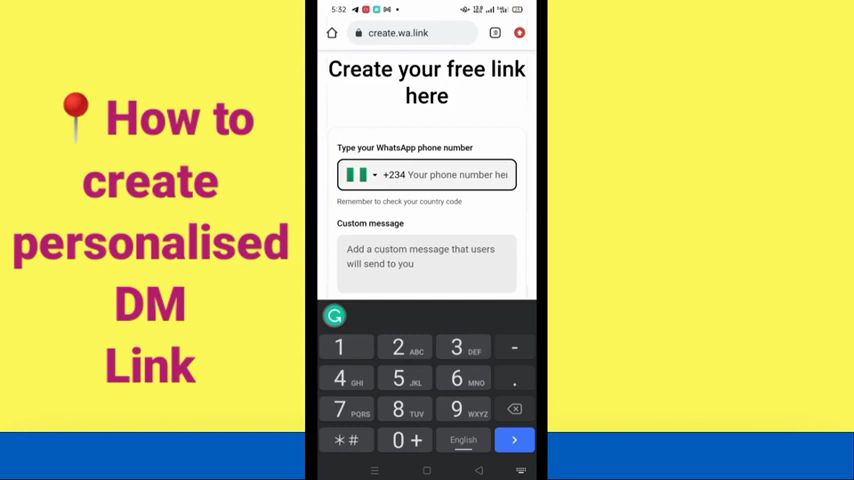 📍How to
create
personalised
DM
Link
5:32
create.wa.link
Create your free link
here
Type your WhatsApp phone number
+234 Your phone number her
Remember to check your country code
Custom message
Add a custom message that users
will send to you
1
2 ABC
3 DEF
-
4 GHI
5 JKL
6 MNO
.
7 PQRS
8 TUV
9 WXYZ
*#
0 +
English